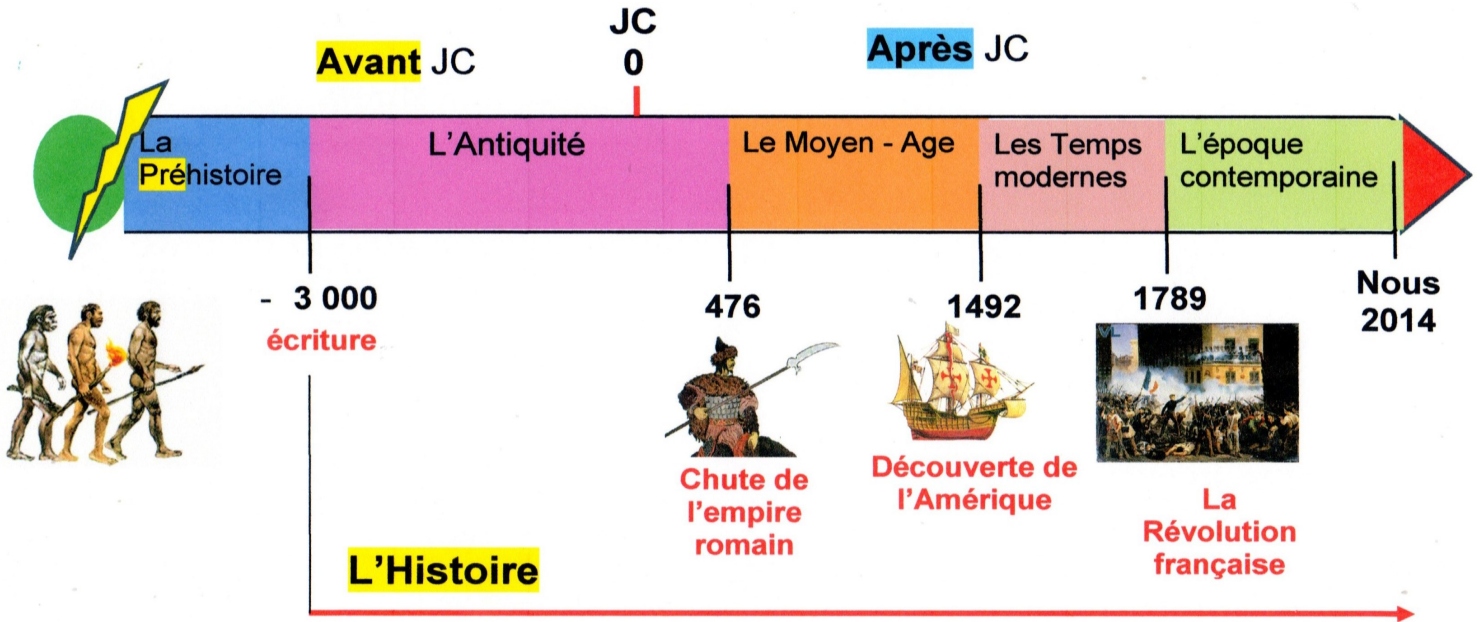 JC
0
Avant JC
Après JC
La
Préhistoire
L’Antiquité
Le Moyen - Age
Les Temps
modernes
L’époque
contemporaine
- 3 000
écriture
476
1492
1789
Nous
2014
Chute de
l’empire
romain
Découverte de
l’Amérique
La
Révolution
française
L’Histoire